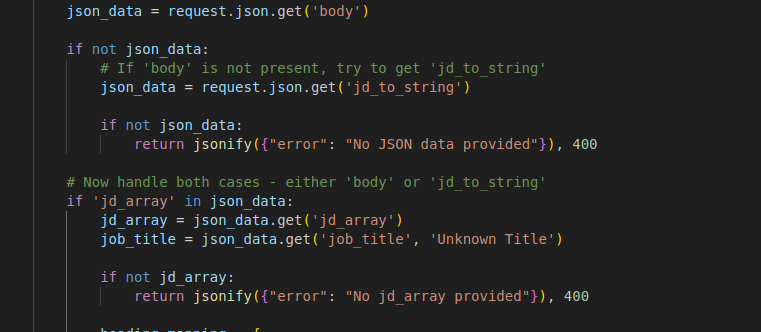 json_data = request.json.get('body')
if not json_data:
# If 'body' is not present, try to get 'jd_to_string'
json_data = request.json.get('jd_to_string')
if not json_data:
return jsonify({"error": "No JSON data provided"}), 400
# Now handle both cases - either 'body' or 'jd_to_string'
if 'jd_array' in json_data:
jd_array = json_data.get('jd_array')
job_title = json_data.get('job_title', 'Unknown Title')
if not jd_array:
return jsonify({"error": "No jd_array provided"}), 400